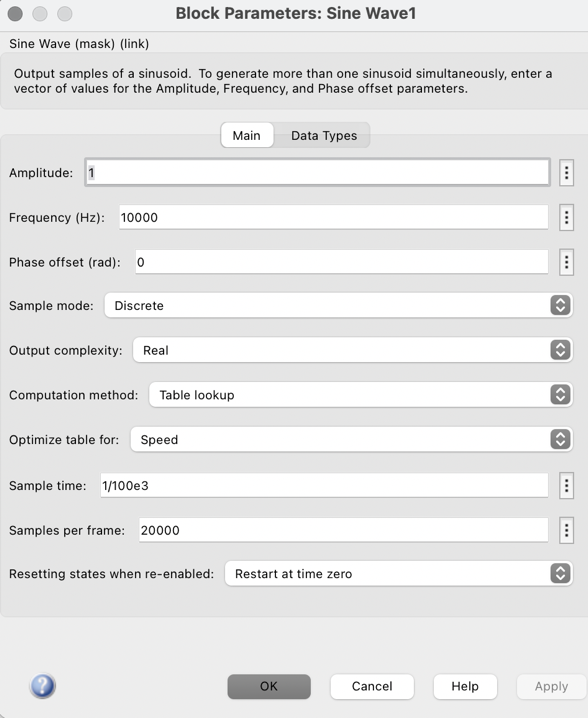 Block Parameters: Sine Wave1
Sine Wave (mask) (link)
Output samples of a sinusoid.  To generate more than one sinusoid simultaneously, enter a
vector of values for the Amplitude, Frequency, and Phase offset parameters.
Main Data Types
Amplitude: 1
Frequency (Hz): 10000
Phase offset (rad): 0
Sample mode: Discrete
Output complexity: Real
Computation method: Table lookup
Optimize table for: Speed
Sample time: 1/100e3
Samples per frame: 20000
Resetting states when re-enabled: Restart at time zero
? OK Cancel Help Apply